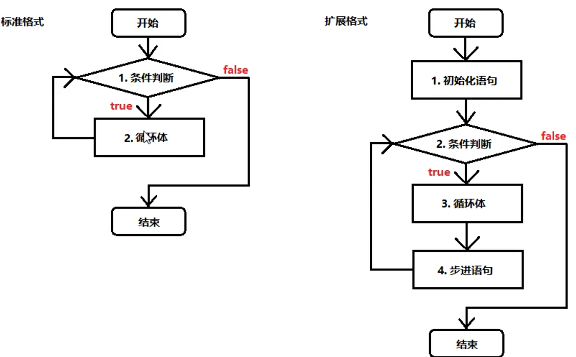 标准格式
开始
1. 条件判断
false
true
2. 循环体
结束
扩展格式
开始
1. 初始化语句
2. 条件判断
false
true
3. 循环体
4. 步进语句
结束